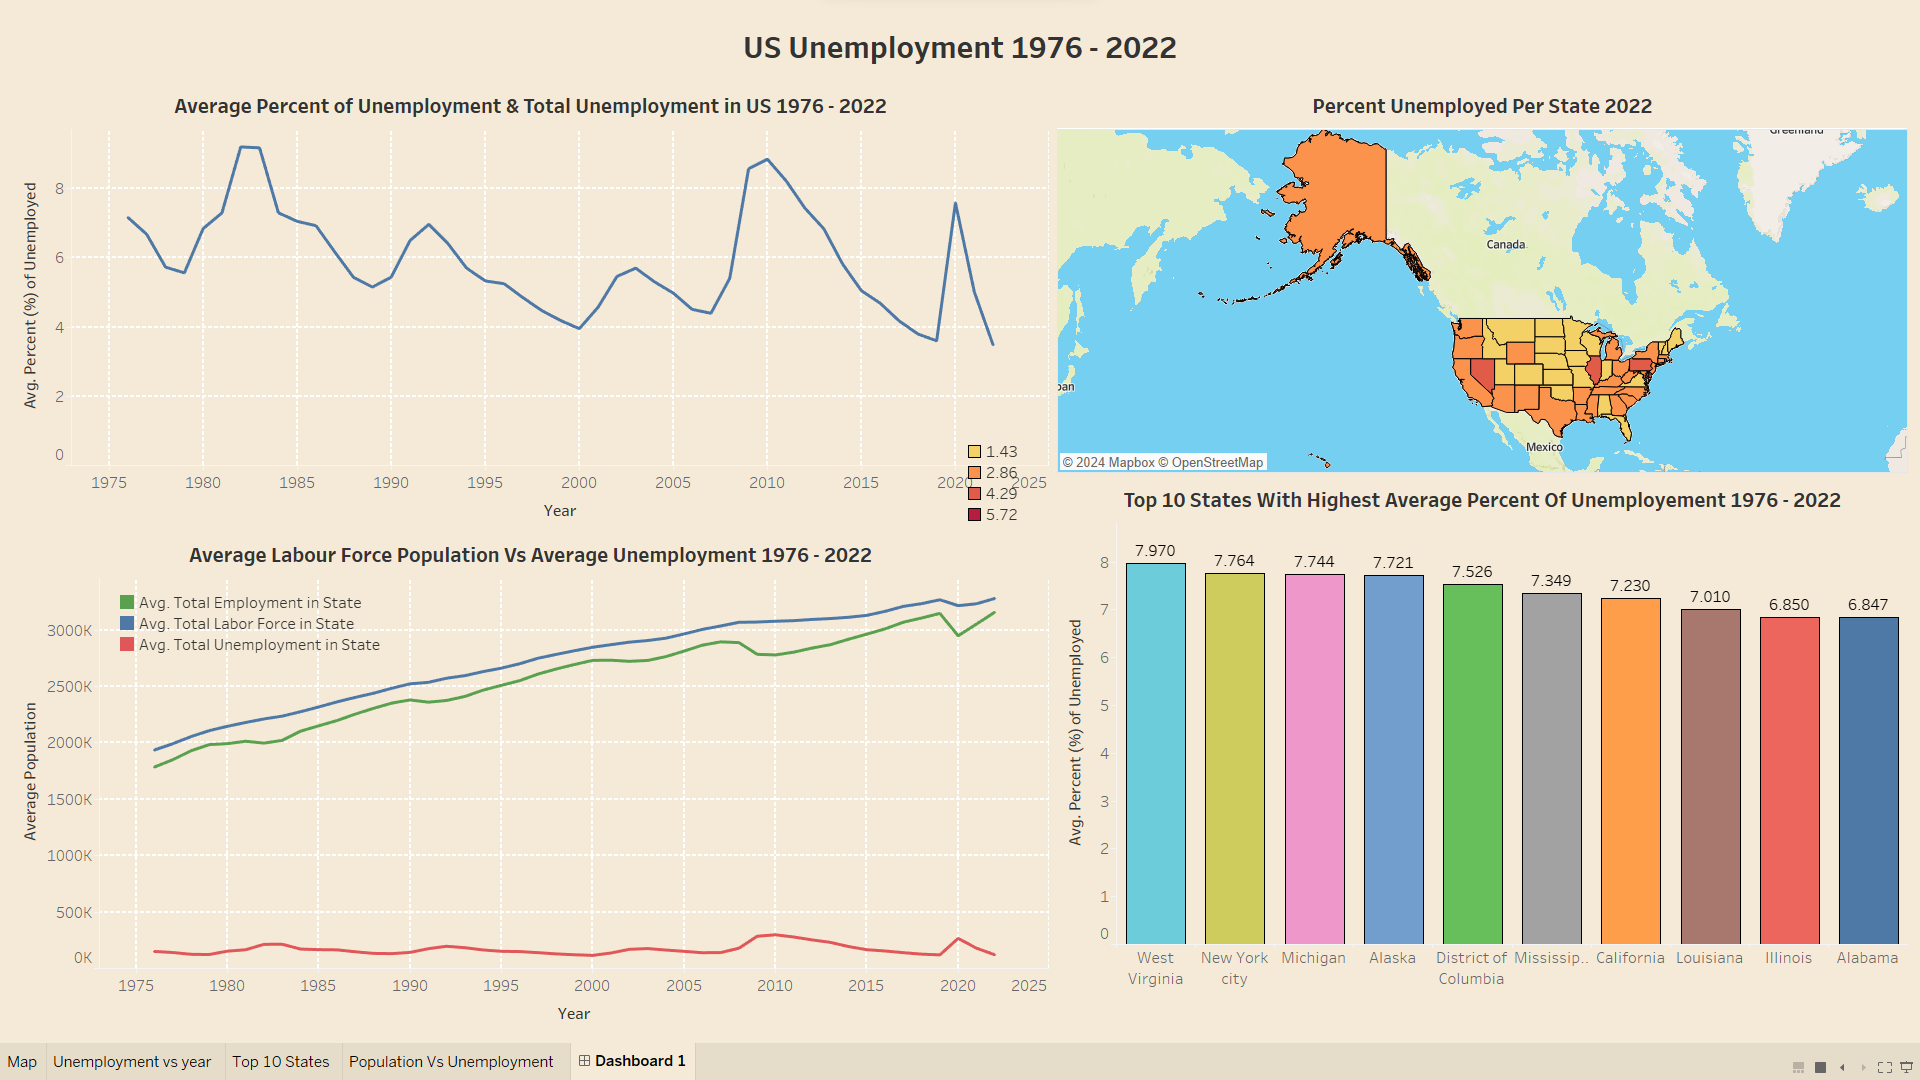 US Unemployment 1976 - 2022
Average Percent of Unemployment & Total Unemployment in US 1976 - 2022
Avg. Percent (%) of Unemployed
8
6
4
2
0
1975 1980 1985 1990 1995 2000 2005 2010 2015 2020 2025
Year
1.43
2.86
4.29
5.72
Percent Unemployed Per State 2022
Greenland
Canada
Mexico
pan
© 2024 Mapbox © OpenStreetMap
Average Labour Force Population Vs Average Unemployment 1976 - 2022
Avg. Total Employment in State
Avg. Total Labor Force in State
Avg. Total Unemployment in State
Average Population
3000K
2500K
2000K
1500K
1000K
500K
0K
1975 1980 1985 1990 1995 2000 2005 2010 2015 2020 2025
Year
Top 10 States With Highest Average Percent Of Unemployement 1976 - 2022
Avg. Percent (%) of Unemployed
8
7
6
5
4
3
2
1
0
7.970 7.764 7.744 7.721 7.526 7.349 7.230 7.010 6.850 6.847
West Virginia
New York city
Michigan
Alaska
District of Columbia
Mississip..
California
Louisiana
Illinois
Alabama
Map Unemployment vs year Top 10 States Population Vs Unemployment Dashboard 1